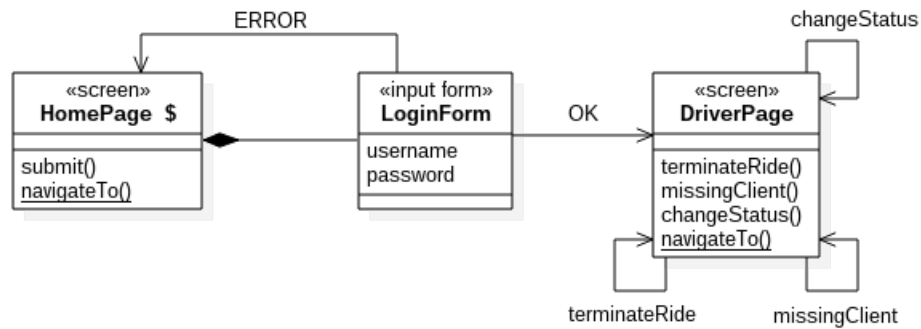 changeStatus
ERROR
«screen»
HomePage $
submit()
navigateTo()
«input form»
LoginForm
username
password
OK
«screen»
DriverPage
terminateRide()
missingClient()
changeStatus()
navigateTo()
terminateRide
missingClient